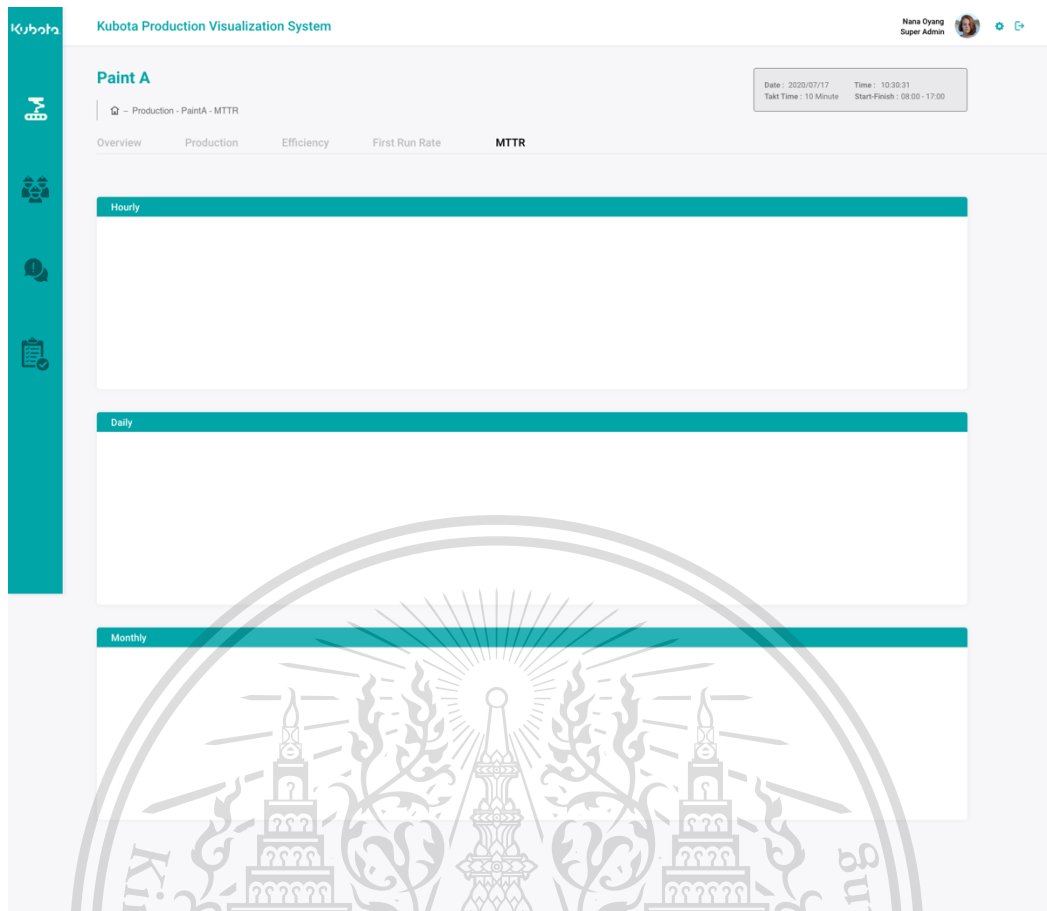 Kubota
Kubota Production Visualization System
Nana Oyang
Super Admin
Paint A
– Production - PaintA - MTTR
Date : 2020/07/17 Time : 10:30:31
Takt Time : 10 Minute Start-Finish : 08:00 - 17:00
Overview Production Efficiency First Run Rate MTTR
Hourly
Daily
Monthly